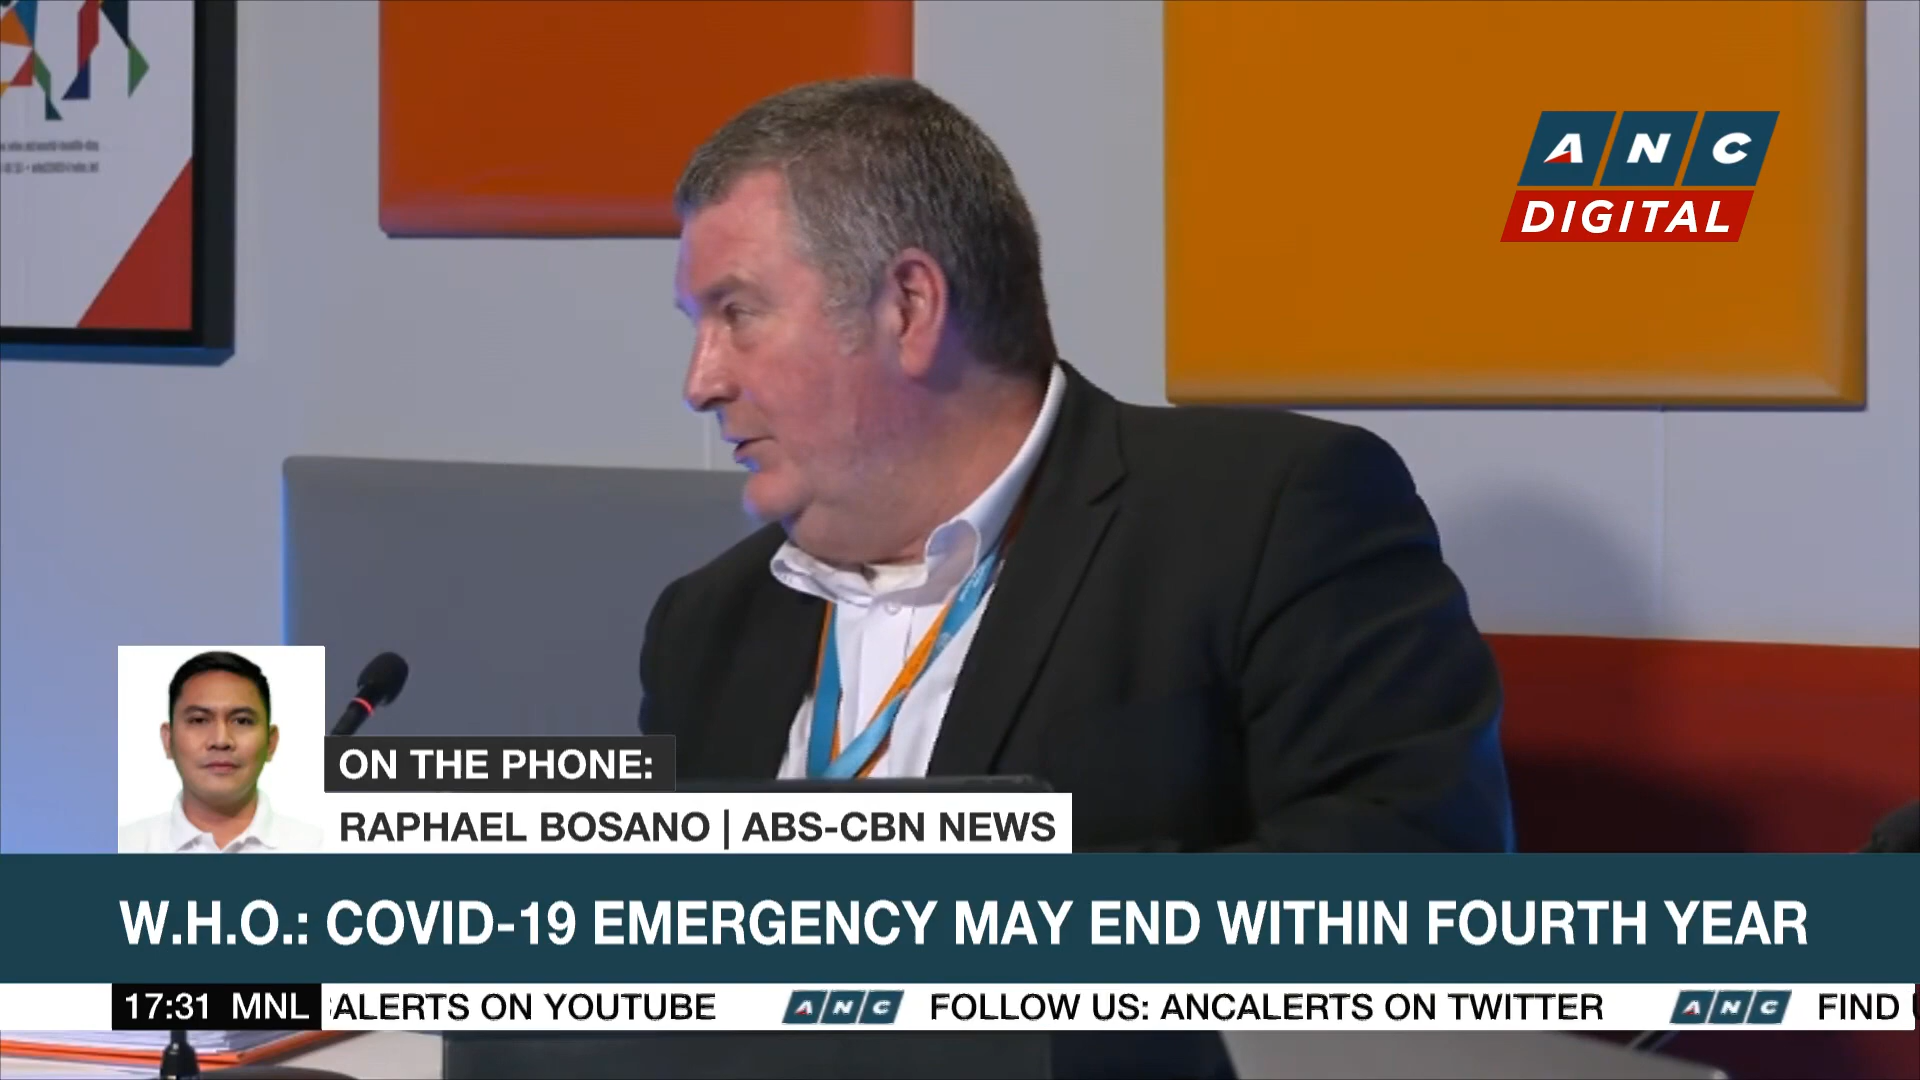 ANC
DIGITAL
ON THE PHONE:
RAPHAEL BOSANO | ABS-CBN NEWS
W.H.O.: COVID-19 EMERGENCY MAY END WITHIN FOURTH YEAR
17:31 MNL ALERTS ON YOUTUBE ANC FOLLOW US: ANCALERTS ON TWITTER ANC FIND